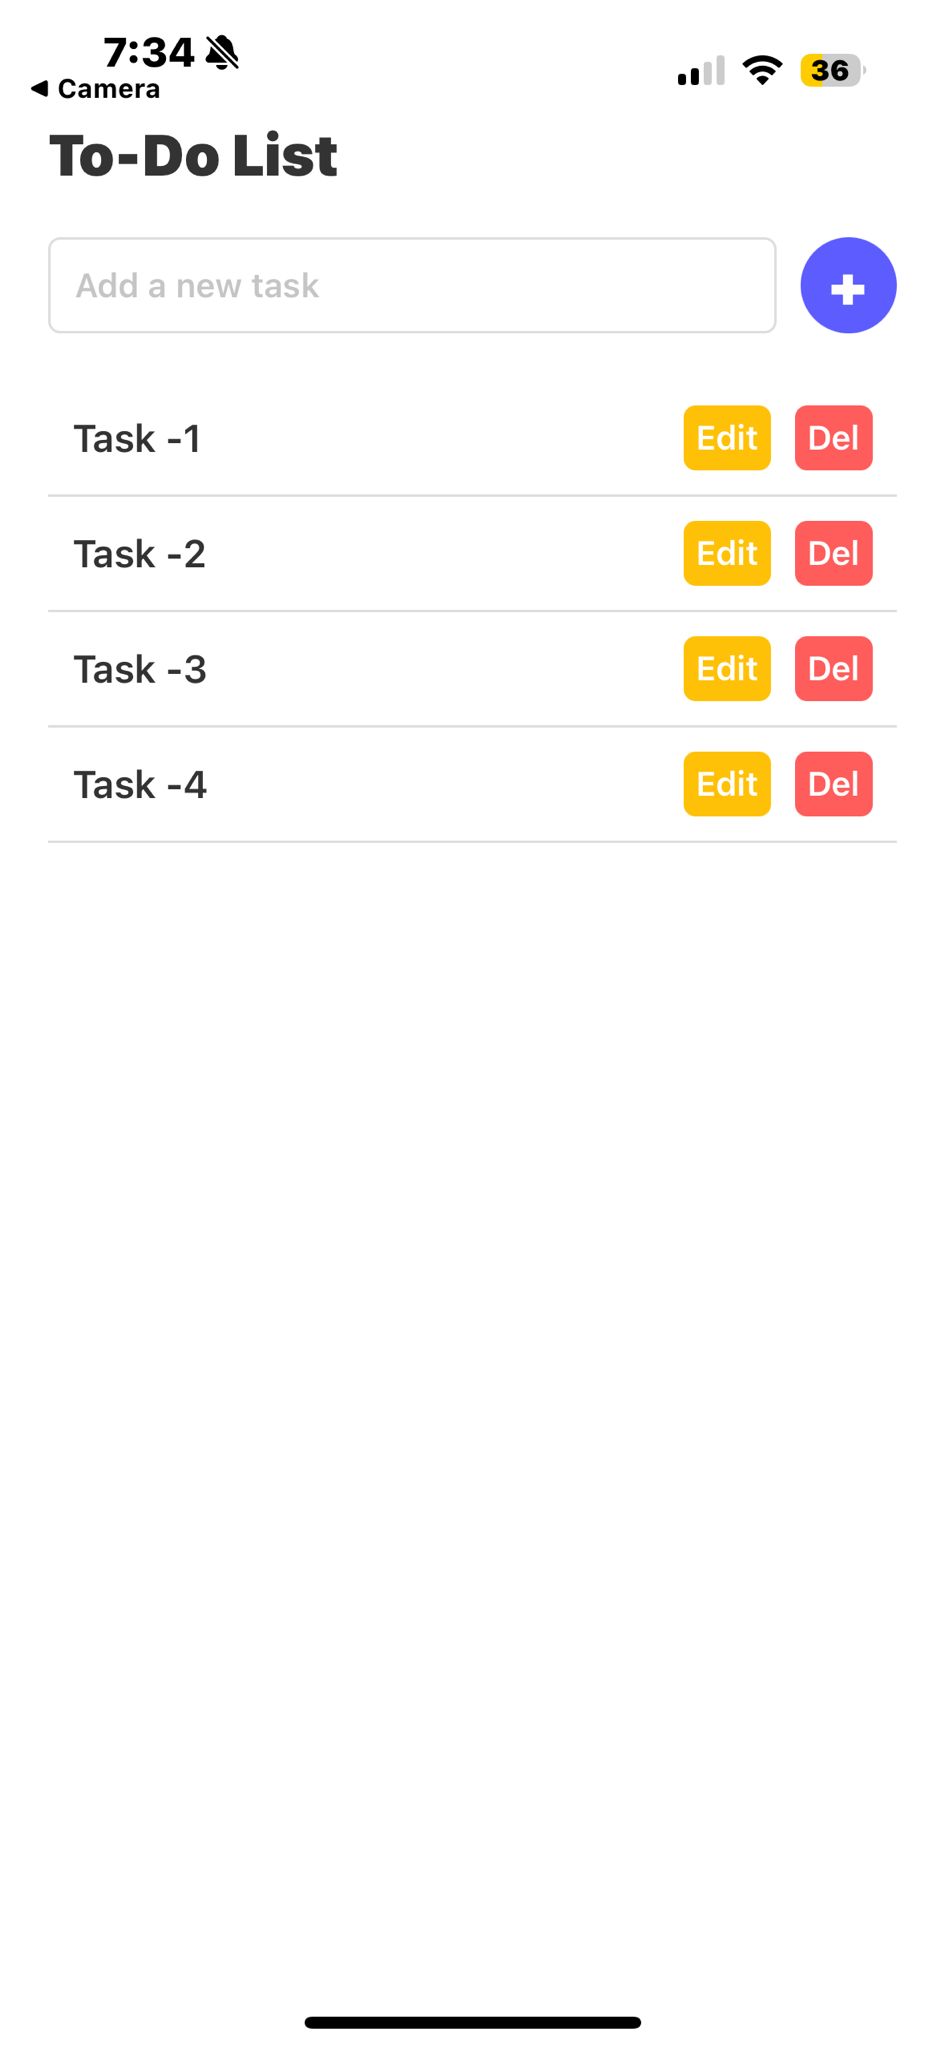 7:34
Camera
36
To-Do List
Add a new task
Task -1 Edit Del
Task -2 Edit Del
Task -3 Edit Del
Task -4 Edit Del